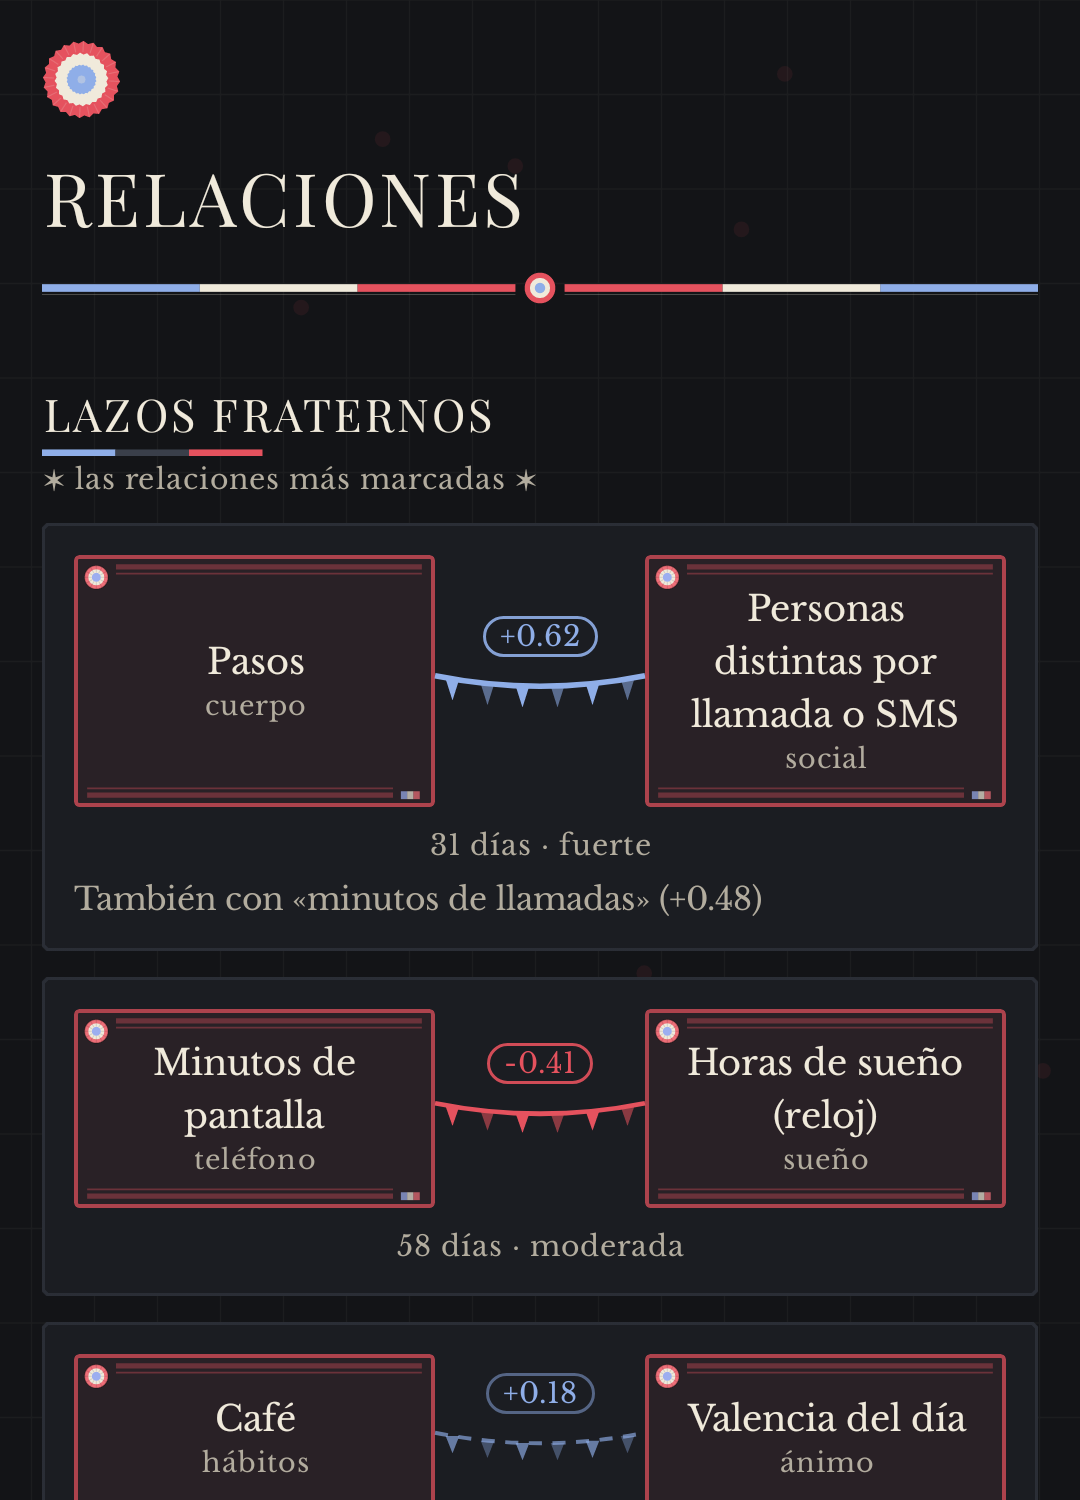 RELACIONES
LAZOS FRATERNOS
✶ las relaciones más marcadas ✶
Pasos
cuerpo
+0.62
Personas
distintas por
llamada o SMS
social
31 días · fuerte
También con «minutos de llamadas» (+0.48)
Minutos de
pantalla
teléfono
-0.41
Horas de sueño
(reloj)
sueño
58 días · moderada
Café
hábitos
+0.18
Valencia del día
ánimo